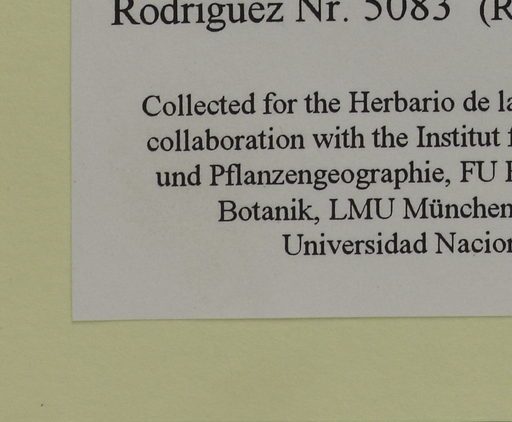 Rodriguez Nr. 5083 (R
Collected for the Herbario de la
collaboration with the Institut f
und Pflanzengeographie, FU
Botanik, LMU München
Universidad Nacion